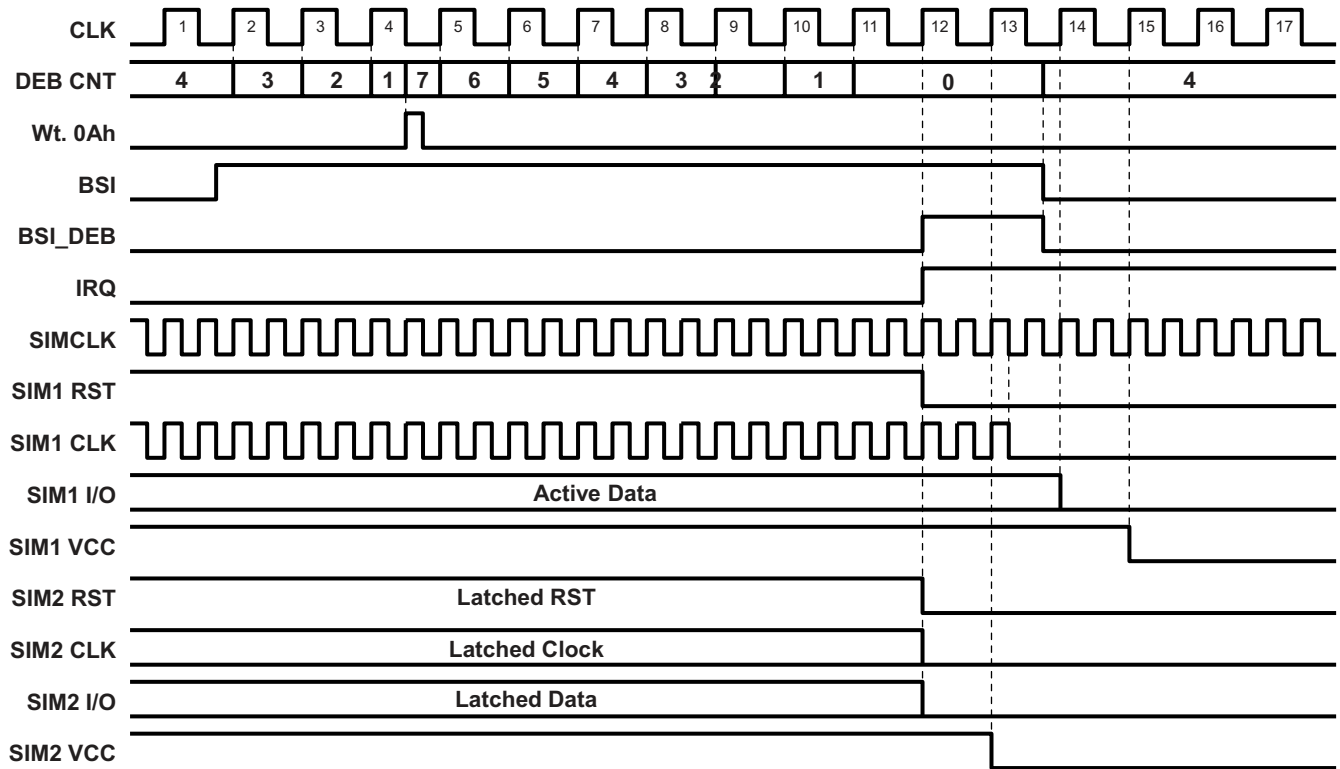 CLK 1 2 3 4 5 6 7 8 9 10 11 12 13 14 15 16 17
DEB CNT 4 3 2 1 7 6 5 4 3 2 1 0 4
Wt. 0Ah
BSI
BSI_DEB
IRQ
SIMCLK
SIM1 RST
SIM1 CLK
SIM1 I/O Active Data
SIM1 VCC
SIM2 RST Latched RST
SIM2 CLK Latched Clock
SIM2 I/O Latched Data
SIM2 VCC